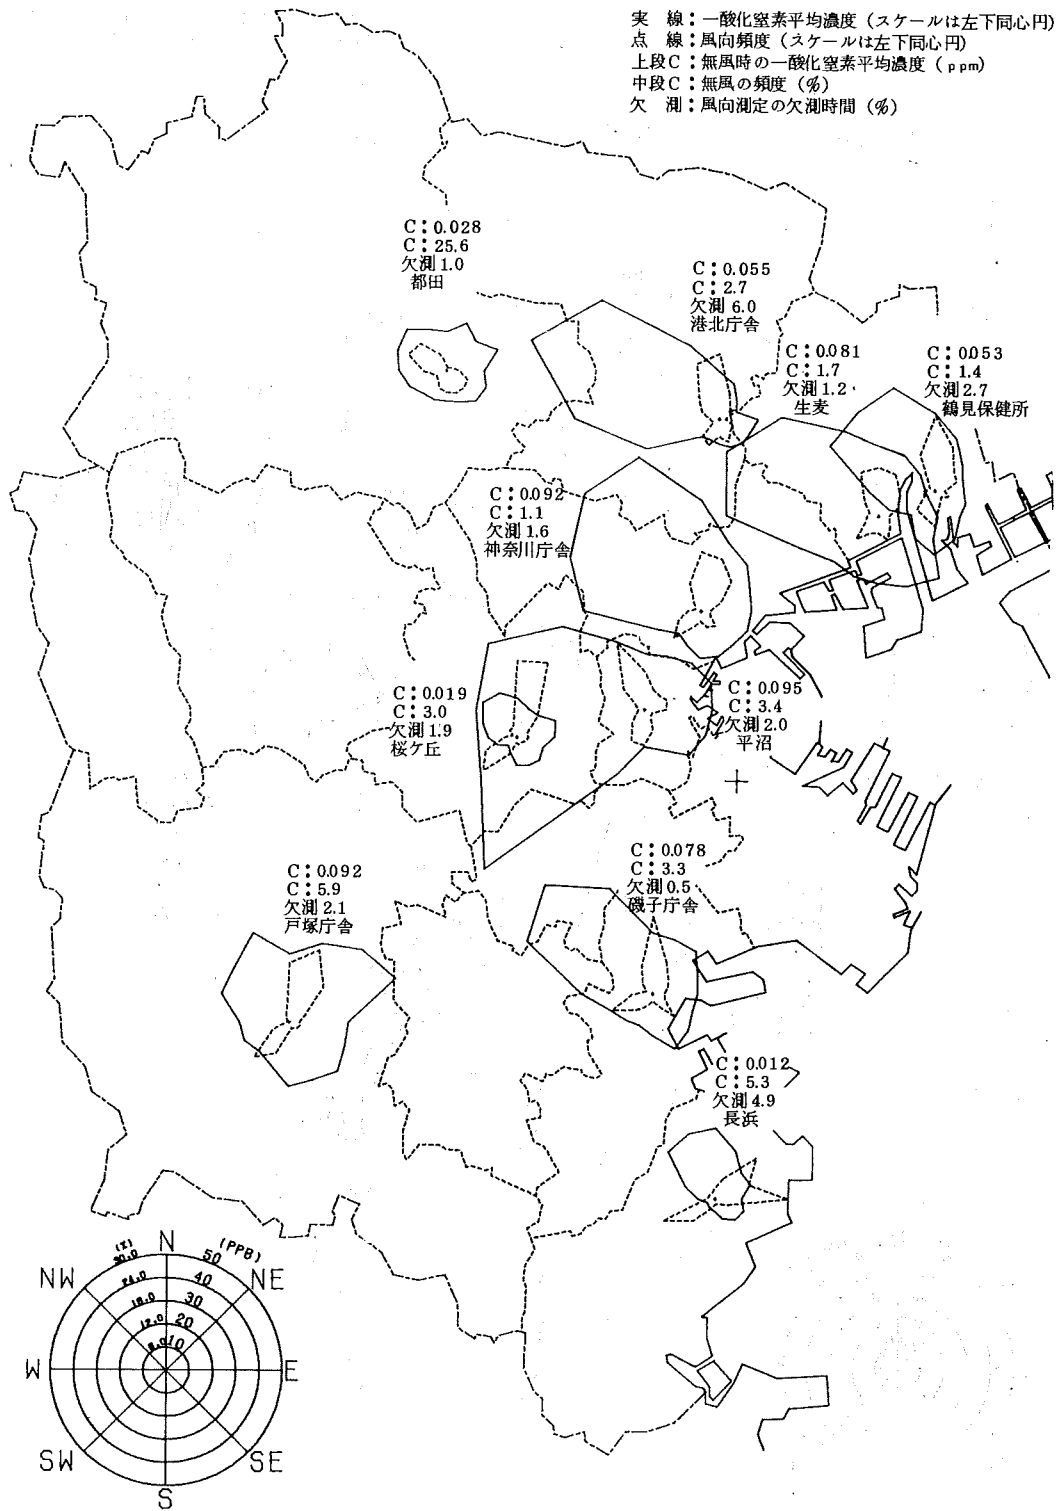 実 線：一酸化窒素平均濃度（スケールは左下同心円）
点 線：風向頻度（スケールは左下同心円）
上段C：無風時の一酸化窒素平均濃度（ppm）
中段C：無風の頻度（%）
欠 測：風向測定の欠測時間（%）
C：0.028
C：25.6
欠測1.0
都田
C：0.055
C：2.7
欠測6.0
港北庁舎
C：0.081
C：1.7
欠測1.2
生麦
C：0.053
C：1.4
欠測2.7
鶴見保健所
C：0.092
C：1.1
欠測1.6
神奈川庁舎
C：0.019
C：3.0
欠測1.9
桜ケ丘
C：0.095
C：3.4
欠測2.0
平沼
C：0.092
C：5.9
欠測2.1
戸塚庁舎
C：0.078
C：3.3
欠測0.5
磯子庁舎
C：0.012
C：5.3
欠測4.9
長浜
(%) N (PPB)
30.0 50
NW 24.0 40 NE
18.0 30
12.0 20
6.0 10
W E
SW SE
S